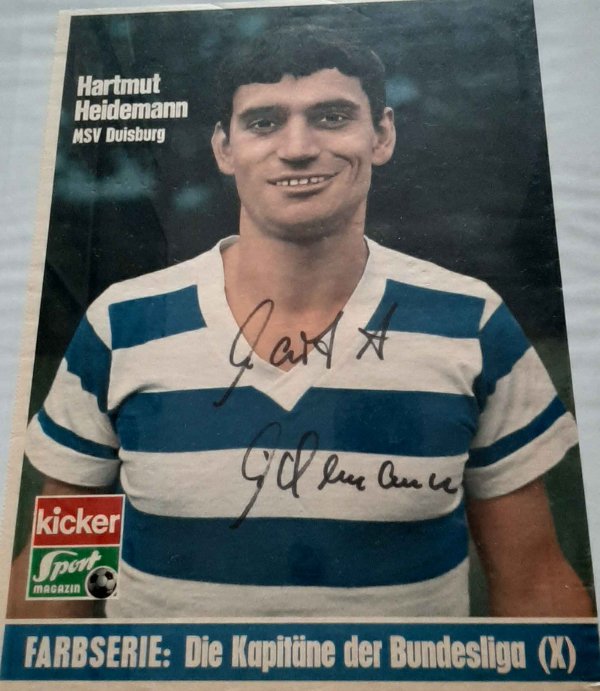 Hartmut
Heidemann
MSV Duisburg
kicker
Sport
MAGAZIN
FARBSERIE: Die Kapitäne der Bundesliga (X)